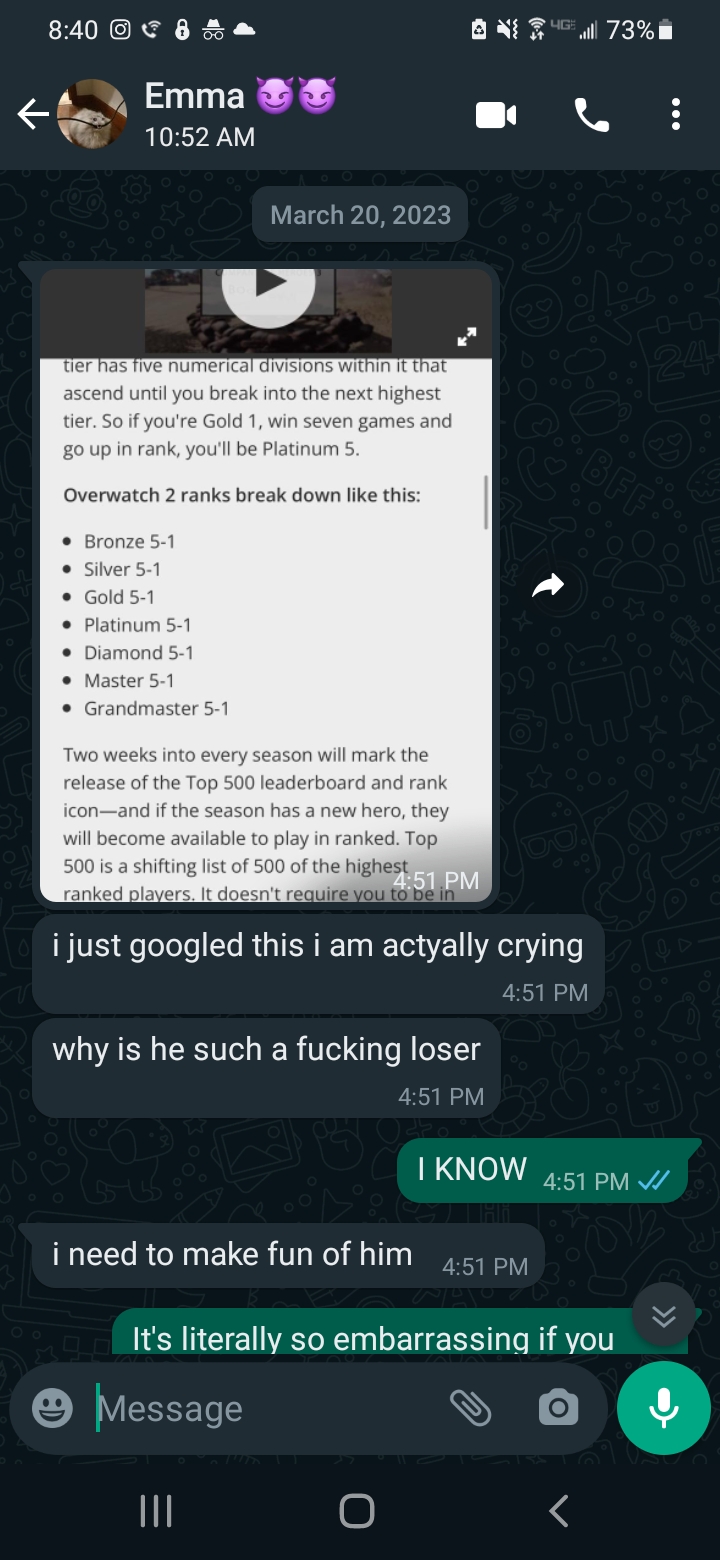 8:40 4GE 73%
Emma 😈😈
10:52 AM
March 20, 2023
tier has five numerical divisions within it that
ascend until you break into the next highest
tier. So if you're Gold 1, win seven games and
go up in rank, you'll be Platinum 5.
Overwatch 2 ranks break down like this:
• Bronze 5-1
• Silver 5-1
• Gold 5-1
• Platinum 5-1
• Diamond 5-1
• Master 5-1
• Grandmaster 5-1
Two weeks into every season will mark the
release of the Top 500 leaderboard and rank
icon—and if the season has a new hero, they
will become available to play in ranked. Top
500 is a shifting list of 500 of the highest
4:51 PM
ranked players. It doesn't require you to be in
i just googled this i am actyally crying
4:51 PM
why is he such a fucking loser
4:51 PM
I KNOW 4:51 PM
i need to make fun of him 4:51 PM
It's literally so embarrassing if you
Message